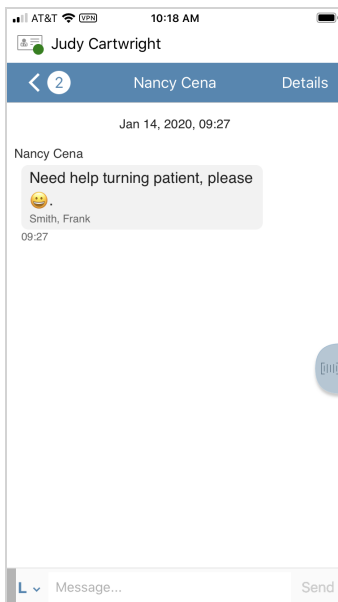 AT&T VPN 10:18 AM
Judy Cartwright
2 Nancy Cena Details
Jan 14, 2020, 09:27
Nancy Cena
Need help turning patient, please
😀.
Smith, Frank
09:27
L Message... Send